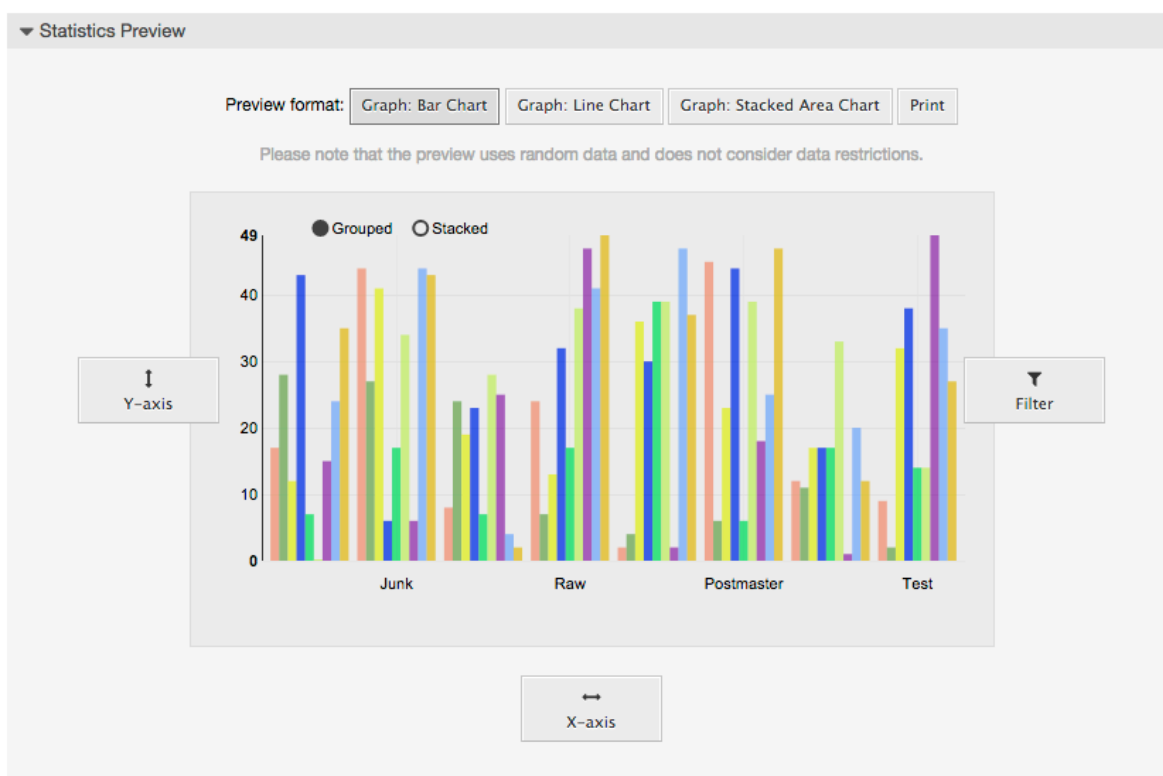 Statistics Preview
Preview format: Graph: Bar Chart Graph: Line Chart Graph: Stacked Area Chart Print
Please note that the preview uses random data and does not consider data restrictions.
Grouped Stacked
49
40
30
20
10
0
Y-axis
Filter
Junk Raw Postmaster Test
X-axis